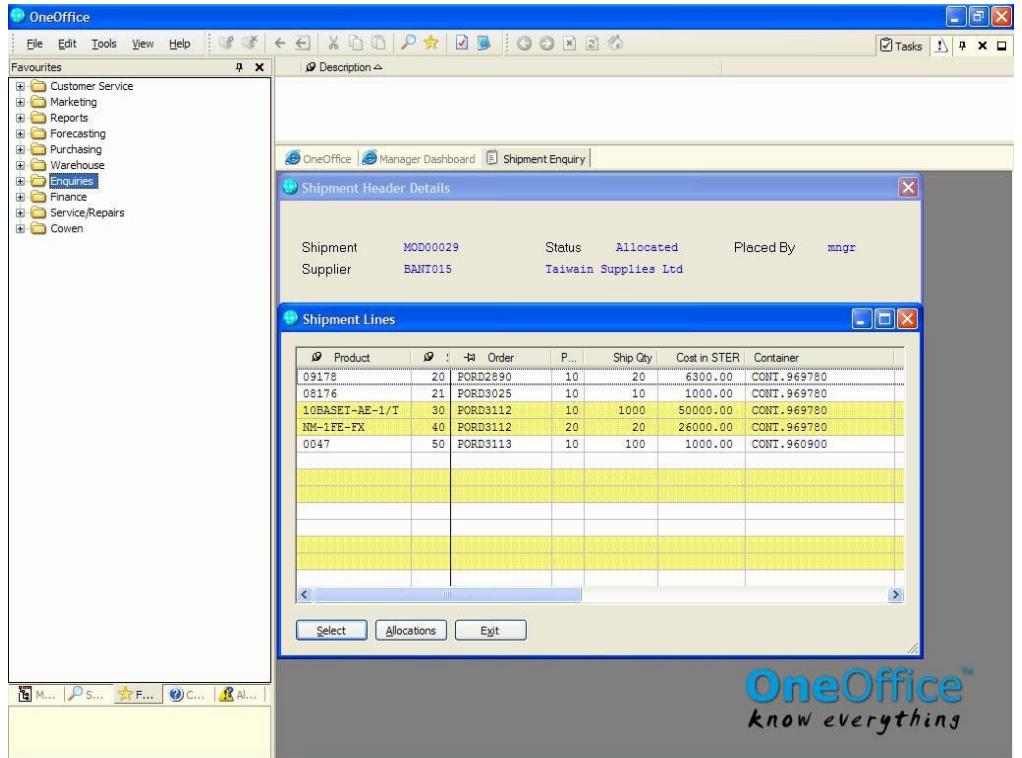 OneOffice
File Edit Tools View Help Tasks
Favourites
Description
Customer Service
Marketing
Reports
Forecasting
Purchasing
Warehouse
Enquiries
Finance
Service/Repairs
Cowen
OneOffice Manager Dashboard Shipment Enquiry
Shipment Header Details
Shipment MOD00029 Status Allocated Placed By mngr
Supplier BANT015 Taiwain Supplies Ltd
Shipment Lines
Product Order P... Ship Qty Cost in STER Container
09178 20 PORD2890 10 20 6300.00 CONT.969780
08176 21 PORD3025 10 10 1000.00 CONT.969780
10BASET-AE-1/T 30 PORD3112 10 1000 50000.00 CONT.969780
NM-1FE-FX 40 PORD3112 20 20 26000.00 CONT.969780
0047 50 PORD3113 10 100 1000.00 CONT.960900
Select Allocations Exit
M... S... F... C... Al...
OneOffice™
know everything